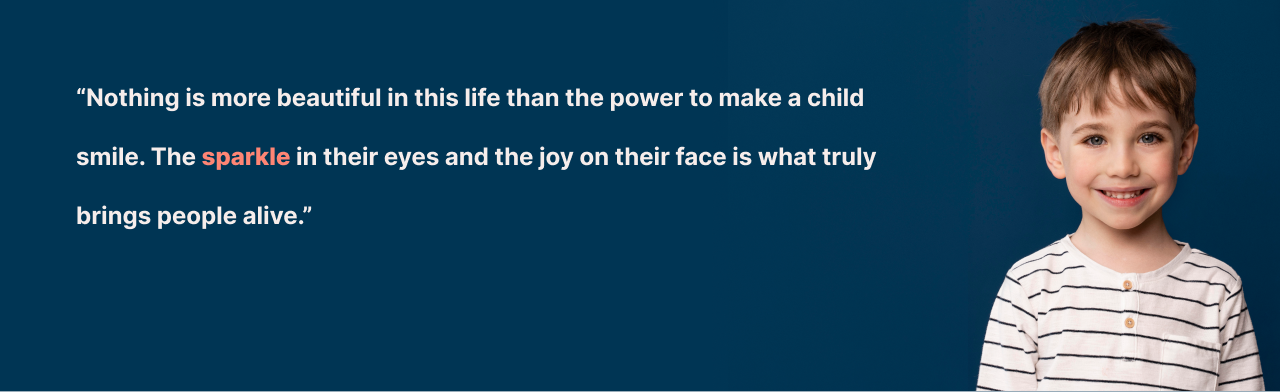 “Nothing is more beautiful in this life than the power to make a child
smile. The sparkle in their eyes and the joy on their face is what truly
brings people alive.”